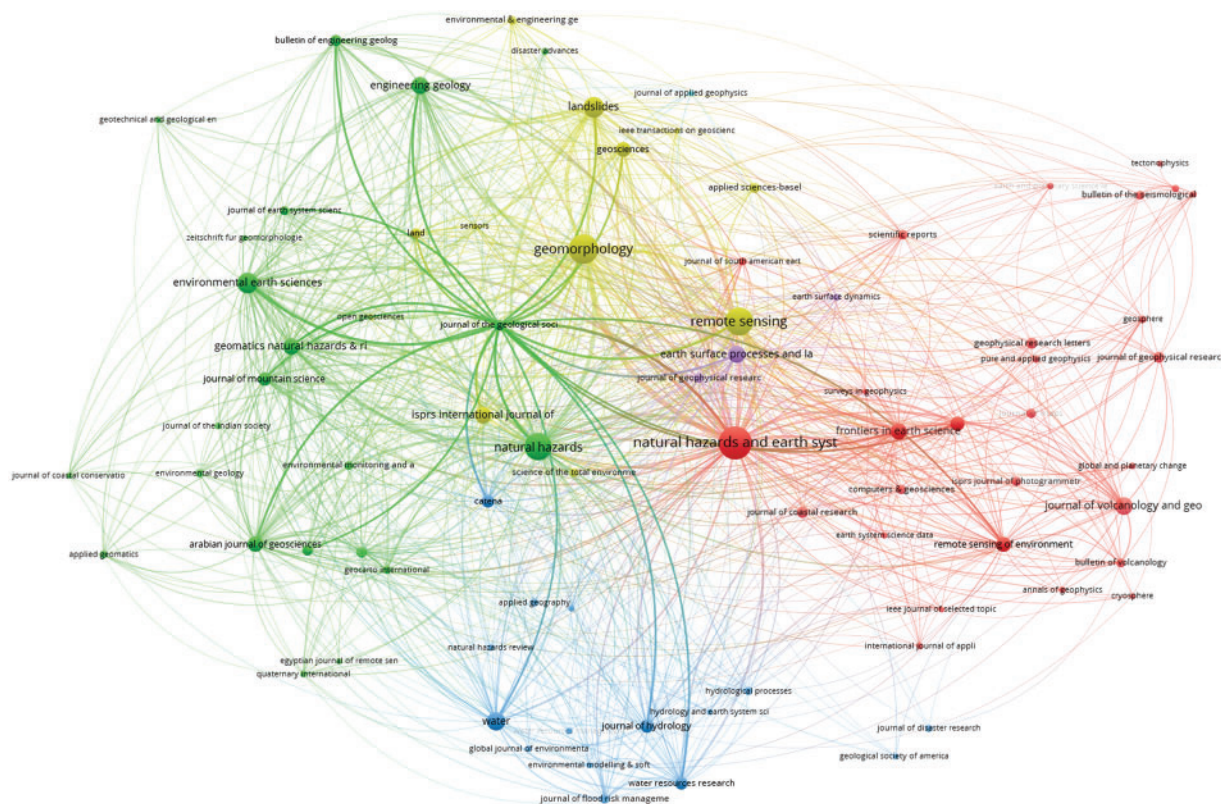 environmental & engineering ge
bulletin of engineering geolog
disaster advances
engineering geology
journal of applied geophysics
landslides
geotechnical and geological en
ieee transactions on geoscienc
geosciences
tectonophysics
applied sciences-basel
bulletin of the seismological
journal of earth system scienc
sensors
land
zeitschrift fur geomorphologie
scientific reports
geomorphology
journal of south american eart
environmental earth sciences
earth surface dynamics
open geosciences
remote sensing
geosphere
journal of the geological soci
geomatics natural hazards & ri
geophysical research letters
earth surface processes and la
pure and applied geophysics
journal of geophysical researc
journal of mountain science
journal of geophysical researc
surveys in geophysics
isprs international journal of
journal of the indian society
frontiers in earth science
natural hazards and earth syst
natural hazards
environmental monitoring and a
global and planetary change
journal of coastal conservatio
environmental geology
science of the total environme
isprs journal of photogrammetr
computers & geosciences
catena
journal of volcanology and geo
journal of coastal research
earth system science data
arabian journal of geosciences
remote sensing of environment
applied geomatics
geocarto international
bulletin of volcanology
annals of geophysics
cryosphere
applied geography
ieee journal of selected topic
natural hazards review
international journal of appli
egyptian journal of remote sen
quaternary international
hydrological processes
hydrology and earth system sci
water
journal of hydrology
journal of disaster research
global journal of environmenta
geological society of america
environmental modelling & soft
water resources research
journal of flood risk manageme